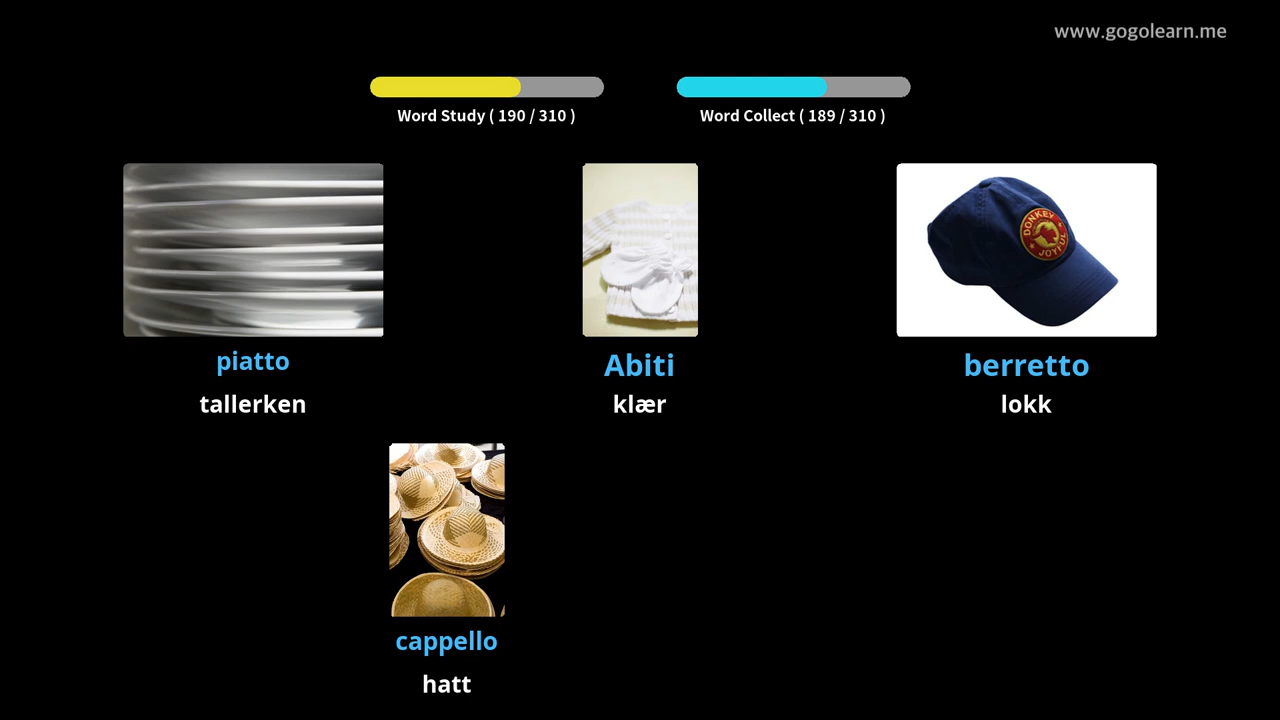 www.gogolearn.me
Word Study ( 190 / 310 )
Word Collect ( 189 / 310 )
DONKEY
JOYFUL
piatto
tallerken
Abiti
klær
berretto
lokk
cappello
hatt